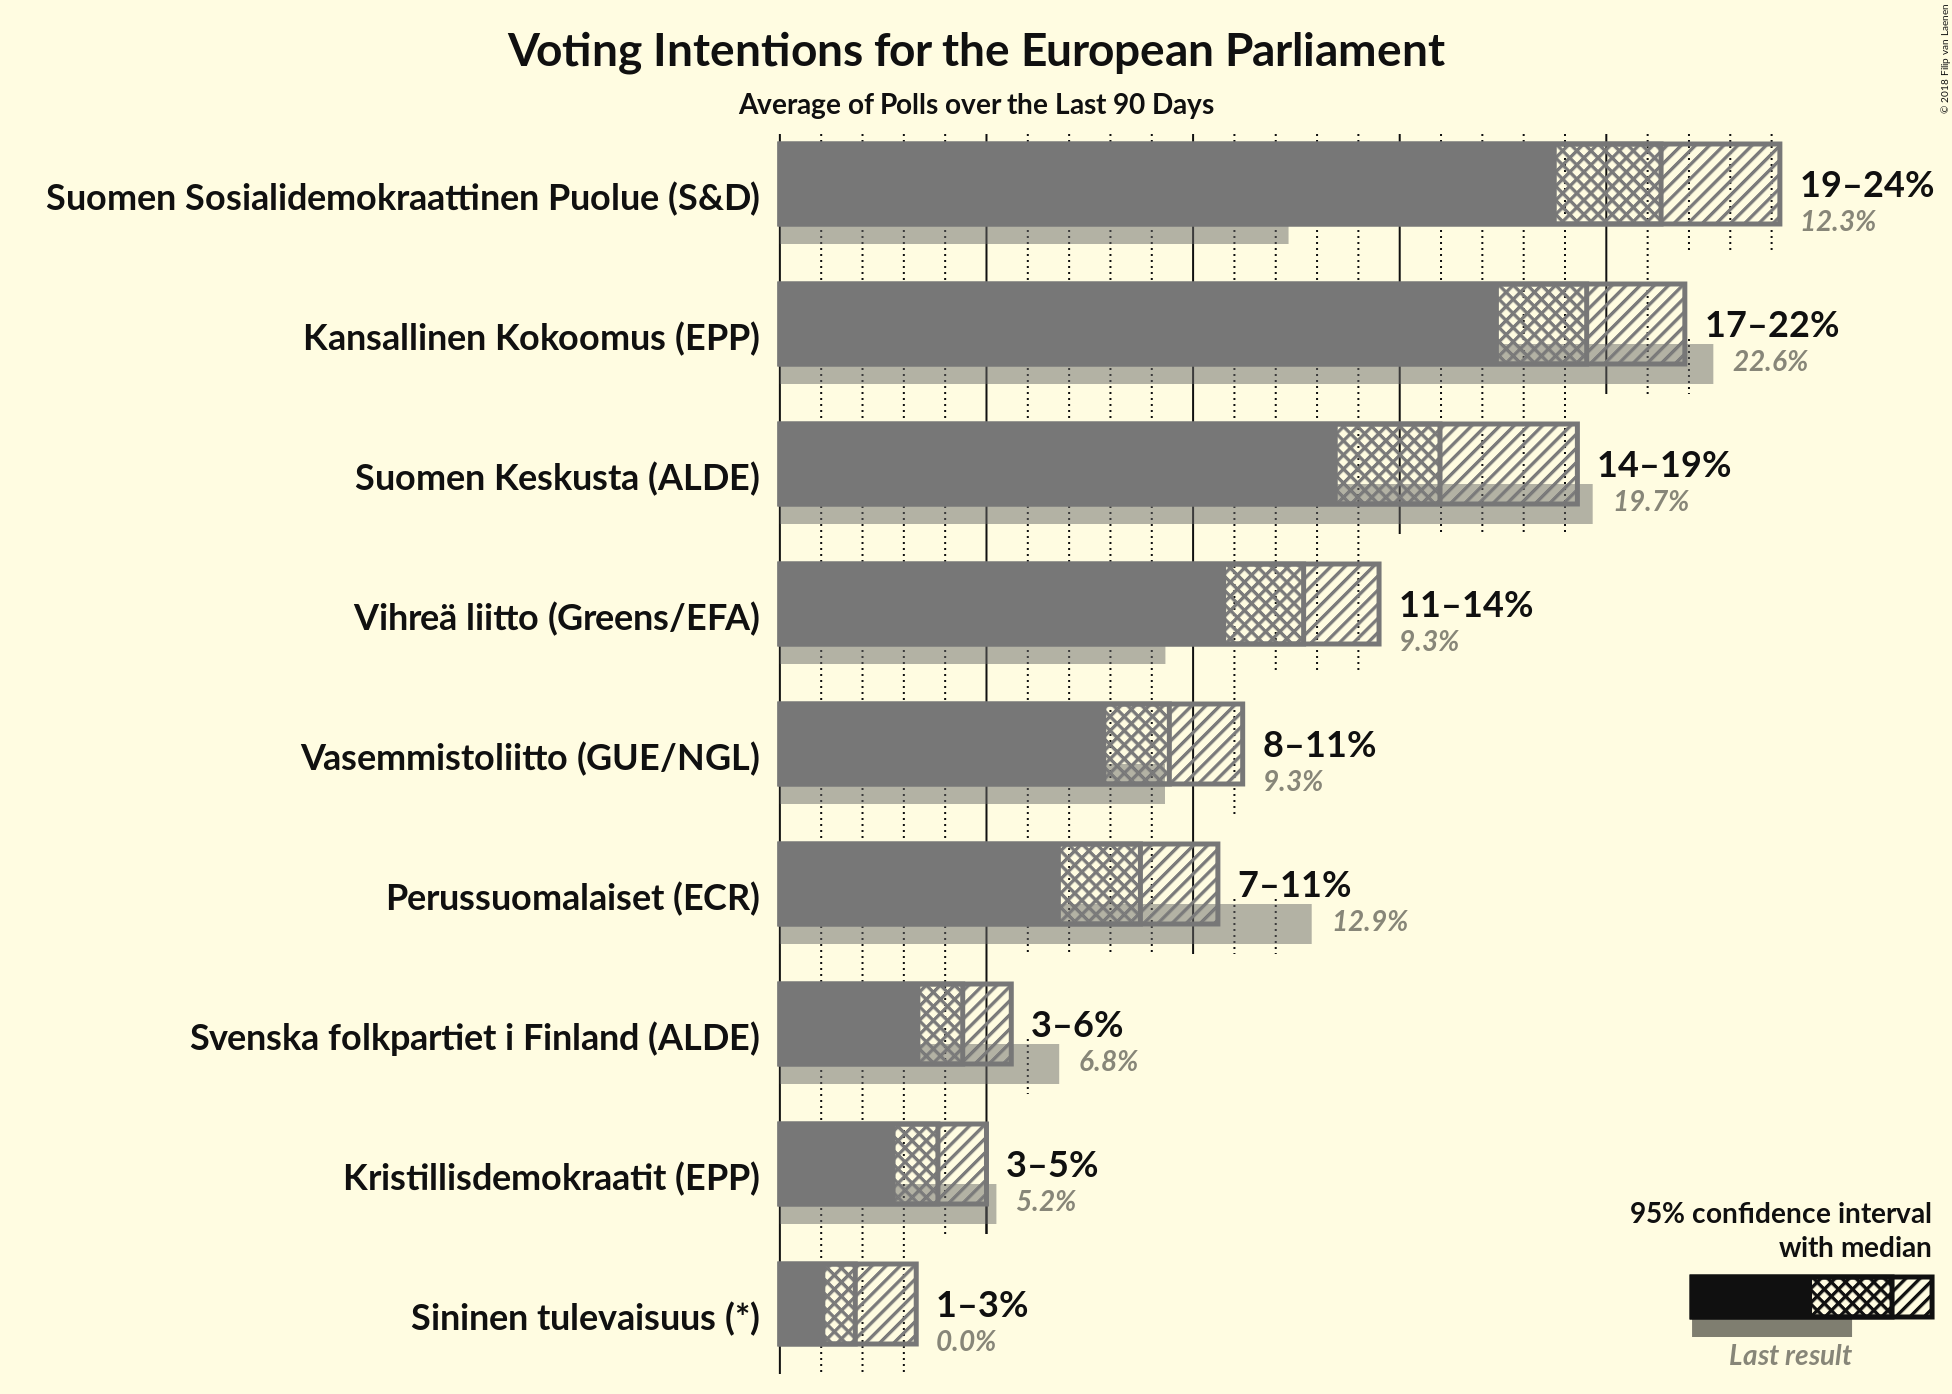 Voting Intentions for the European Parliament
Average of Polls over the Last 90 Days
© 2018 Filip van Laenen
Suomen Sosialidemokraattinen Puolue (S&D)
19–24%
12.3%
Kansallinen Kokoomus (EPP)
17–22%
22.6%
Suomen Keskusta (ALDE)
14–19%
19.7%
Vihreä liitto (Greens/EFA)
11–14%
9.3%
Vasemmistoliitto (GUE/NGL)
8–11%
9.3%
Perussuomalaiset (ECR)
7–11%
12.9%
Svenska folkpartiet i Finland (ALDE)
3–6%
6.8%
Kristillisdemokraatit (EPP)
3–5%
5.2%
Sininen tulevaisuus (*)
1–3%
0.0%
95% confidence interval
with median
Last result